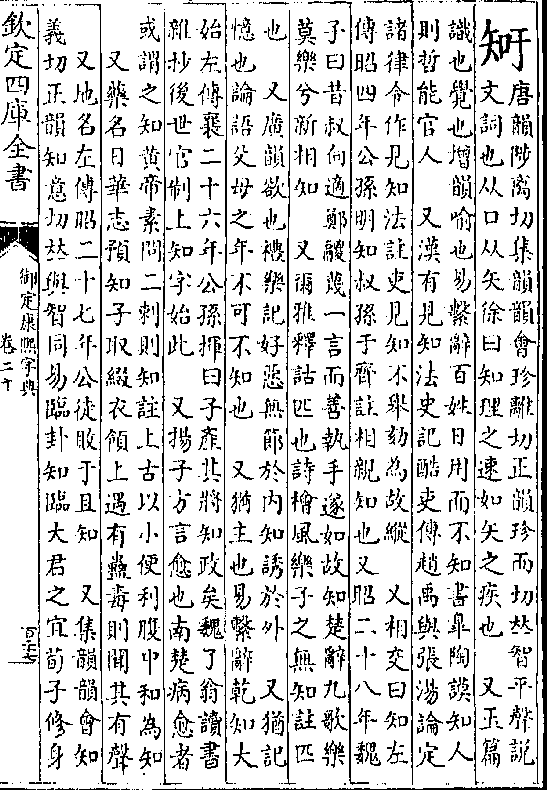 知𢇻唐韻陟离切集韻韻會珍離切正韻珍而切𠀤智平聲說
文詞也从口从矢徐曰知理之速如矢之疾也　又玉篇
識也覺也增韻喻也易繫辭百姓日用而不知書臯陶謨知人
則哲能官人　又漢有見知法史記酷吏傳趙禹與張湯論定
諸律令作見知法註吏見知不舉劾為故縱　又相交曰知左
傳昭四年公孫明知叔孫于齊註相親知也又昭二十八年魏
子曰昔叔向適鄭鬷蔑一言而善執手遂如故知楚辭九歌樂
莫樂兮新相知　又爾雅釋詁匹也詩檜風樂子之無知註匹
也　又廣韻欲也禮樂記好惡無節於內知誘於外　又猶記
憶也論語父母之年不可不知也　又猶主也易繫辭乾知大
始左傳襄二十六年公孫揮曰子產其將知政矣魏了翁讀書
雜抄後世官制上知字始此　又揚子方言愈也南楚病愈者
或謂之知黃帝素問二刺則知註上古以小便利腹中和為知
又藥名日華志預知子取綴衣領上遇有蠱毒則聞其有聲
又地名左傳昭二十七年公徒敗于且知　又集韻韻會知
義切正韻知意切𠀤與智同易臨卦知臨大君之宜荀子修身
欽定四庫全書
御定康熙字典
卷二十